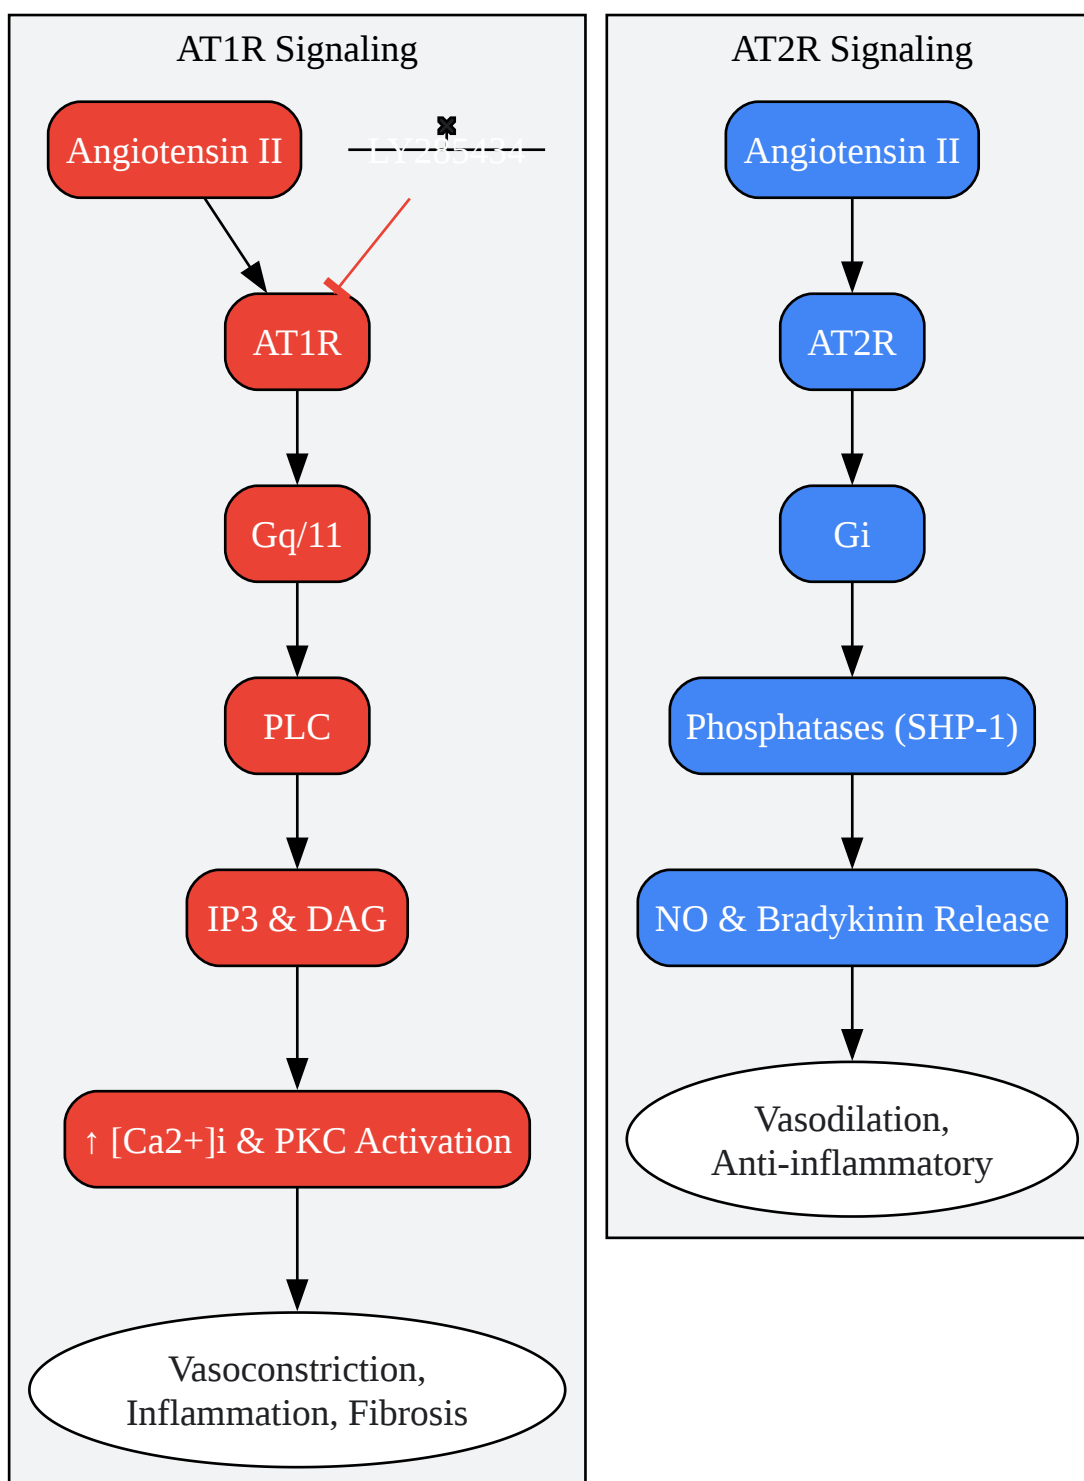 AT1R Signaling
Angiotensin II
LY285434
AT1R
Gq/11
PLC
IP3 & DAG
↑ [Ca2+]i & PKC Activation
Vasoconstriction,
Inflammation, Fibrosis
AT2R Signaling
Angiotensin II
AT2R
Gi
Phosphatases (SHP-1)
NO & Bradykinin Release
Vasodilation,
Anti-inflammatory